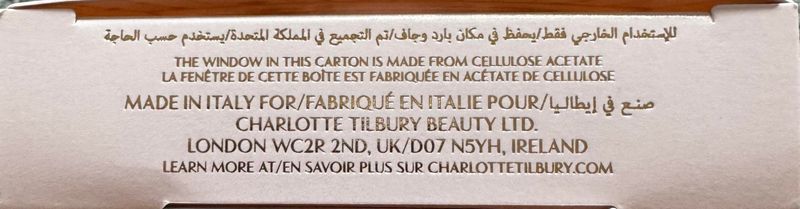 للإستخدام الخارجي فقط/يحفظ في مكان بارد وجاف/تم التجميع في المملكة المتحدة/يستخدم حسب الحاجة
THE WINDOW IN THIS CARTON IS MADE FROM CELLULOSE ACETATE
LA FENÊTRE DE CETTE BOÎTE EST FABRIQUÉE EN ACÉTATE DE CELLULOSE
MADE IN ITALY FOR/FABRIQUÉ EN ITALIE POUR/صنع في إيطاليا
CHARLOTTE TILBURY BEAUTY LTD.
LONDON WC2R 2ND, UK/D07 N5YH, IRELAND
LEARN MORE AT/EN SAVOIR PLUS SUR CHARLOTTETILBURY.COM